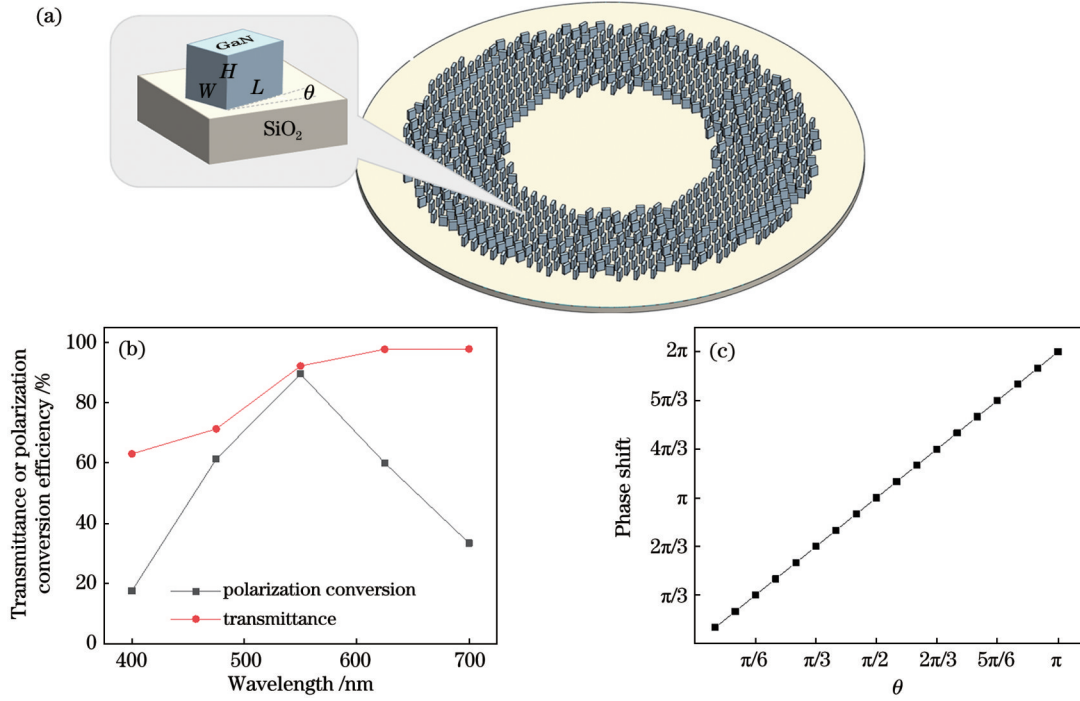 (a)
GaN
H
W
L
θ
SiO₂
(b)
Transmittance or polarization
conversion efficiency /%
100
80
60
40
20
0
polarization conversion
transmittance
400
500
600
700
Wavelength /nm
(c)
Phase shift
2π
5π/3
4π/3
π
2π/3
π/3
π/6
π/3
π/2
2π/3
5π/6
π
θ